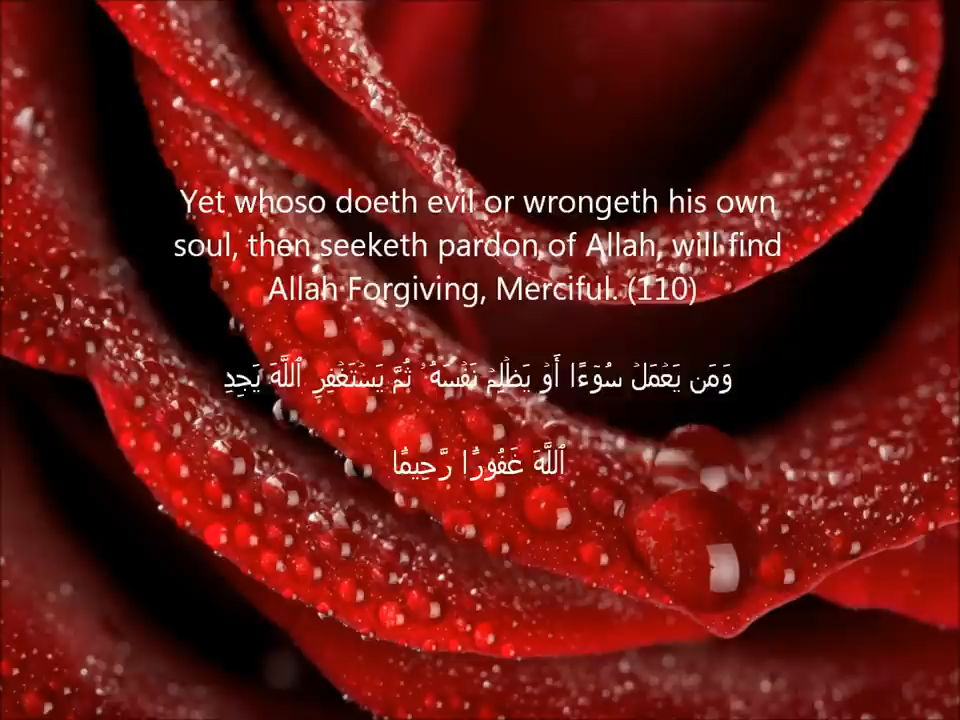 Yet whoso doeth evil or wrongeth his own
soul, then seeketh pardon of Allah, will find
Allah Forgiving, Merciful. (110)
وَمَن يَعْمَلْ سُوٓءًا أَوْ يَظْلِمْ نَفْسَهُۥ ثُمَّ يَسْتَغْفِرِ ٱللَّهَ يَجِدِ
ٱللَّهَ غَفُورًا رَّحِيمًا